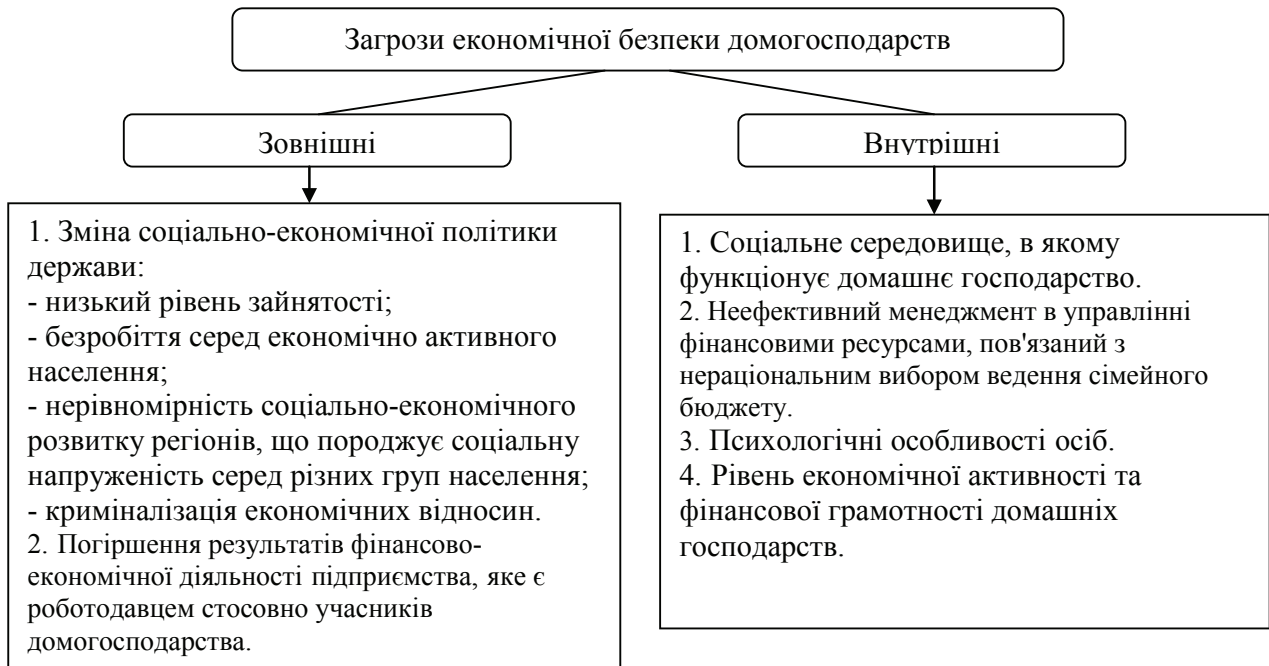 Загрози економічної безпеки домогосподарств
Зовнішні
Внутрішні
1. Зміна соціально-економічної політики
держави:
- низький рівень зайнятості;
- безробіття серед економічно активного
населення;
- нерівномірність соціально-економічного
розвитку регіонів, що породжує соціальну
напруженість серед різних груп населення;
- криміналізація економічних відносин.
2. Погіршення результатів фінансово-
економічної діяльності підприємства, яке є
роботодавцем стосовно учасників
домогосподарства.
1. Соціальне середовище, в якому
функціонує домашнє господарство.
2. Неефективний менеджмент в управлінні
фінансовими ресурсами, пов'язаний з
нераціональним вибором ведення сімейного
бюджету.
3. Психологічні особливості осіб.
4. Рівень економічної активності та
фінансової грамотності домашніх
господарств.